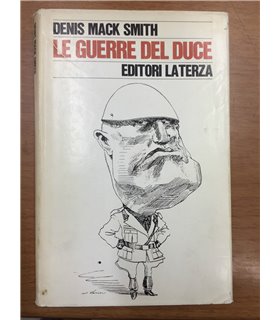 DENIS MACK SMITH
LE GUERRE DEL DUCE
EDITORI LATERZA